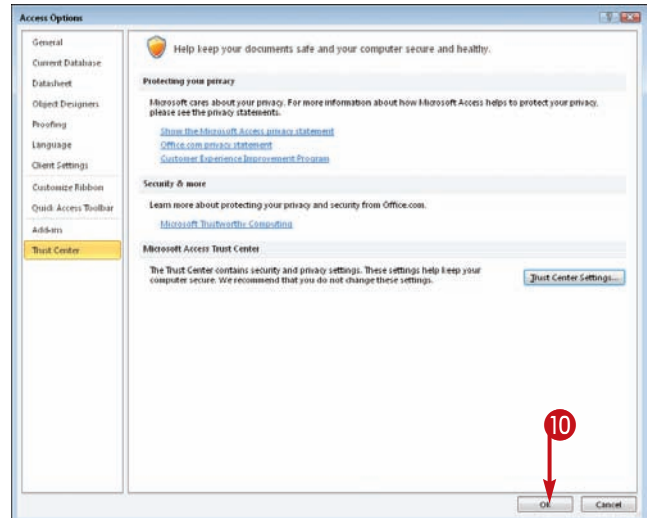 Access Options
General
Current Database
Datasheet
Object Designers
Proofing
Language
Client Settings
Customize Ribbon
Quick Access Toolbar
Add-ins
Trust Center
Help keep your documents safe and your computer secure and healthy.
Protecting your privacy
Microsoft cares about your privacy. For more information about how Microsoft Access helps to protect your privacy,
please see the privacy statements.
Show the Microsoft Access privacy statement
Office.com privacy statement
Customer Experience Improvement Program
Security & more
Learn more about protecting your privacy and security from Office.com.
Microsoft Trustworthy Computing
Microsoft Access Trust Center
The Trust Center contains security and privacy settings. These settings help keep your
computer secure. We recommend that you do not change these settings.
Trust Center Settings...
10
OK
Cancel